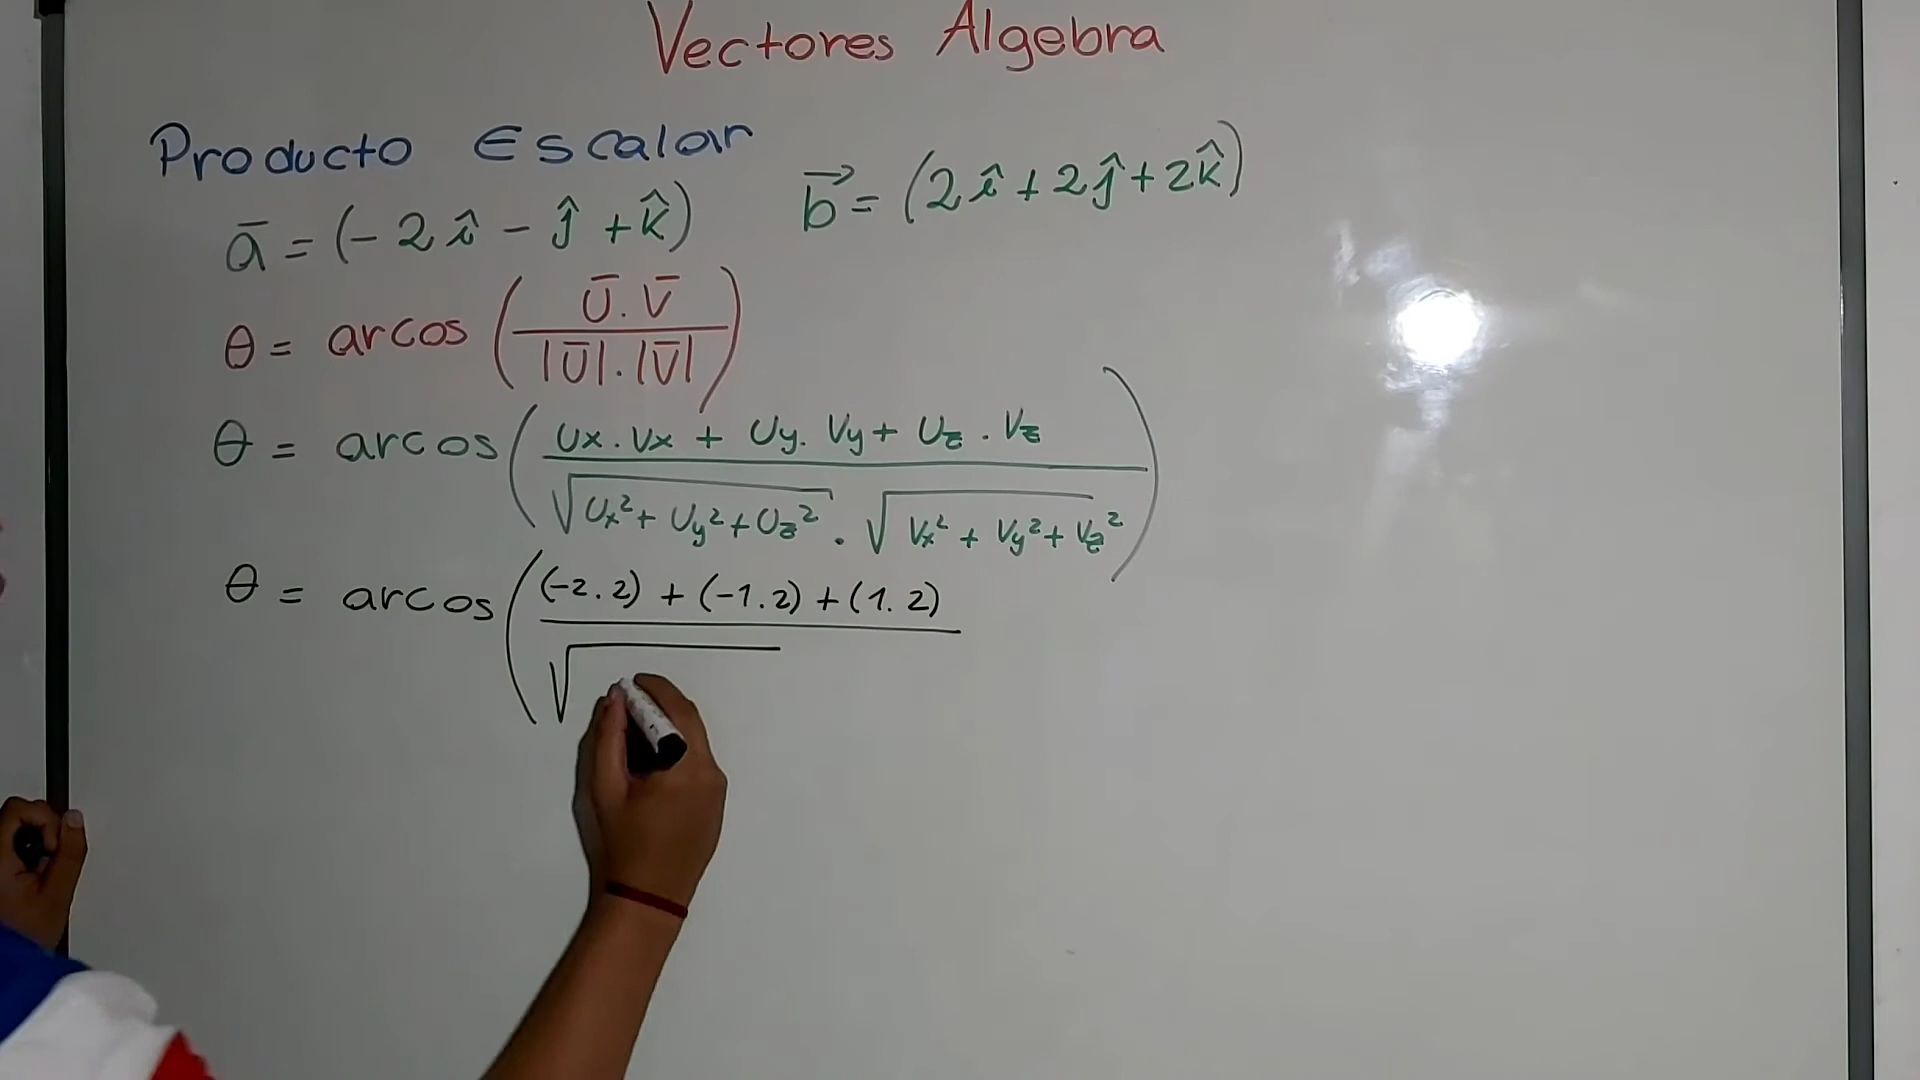 Vectores Algebra
Producto Escalar
a̅ = (-2î - ĵ + k̂)   b⃗ = (2î + 2ĵ + 2k̂)
θ = arcos (U̅.V̅ / |U̅|.|V̅|)
θ = arcos (Ux.Vx + Uy.Vy + Uz.Vz / √(Ux² + Uy² + Uz²) . √(Vx² + Vy² + Vz²))
θ = arcos ((-2.2) + (-1.2) + (1.2) / √